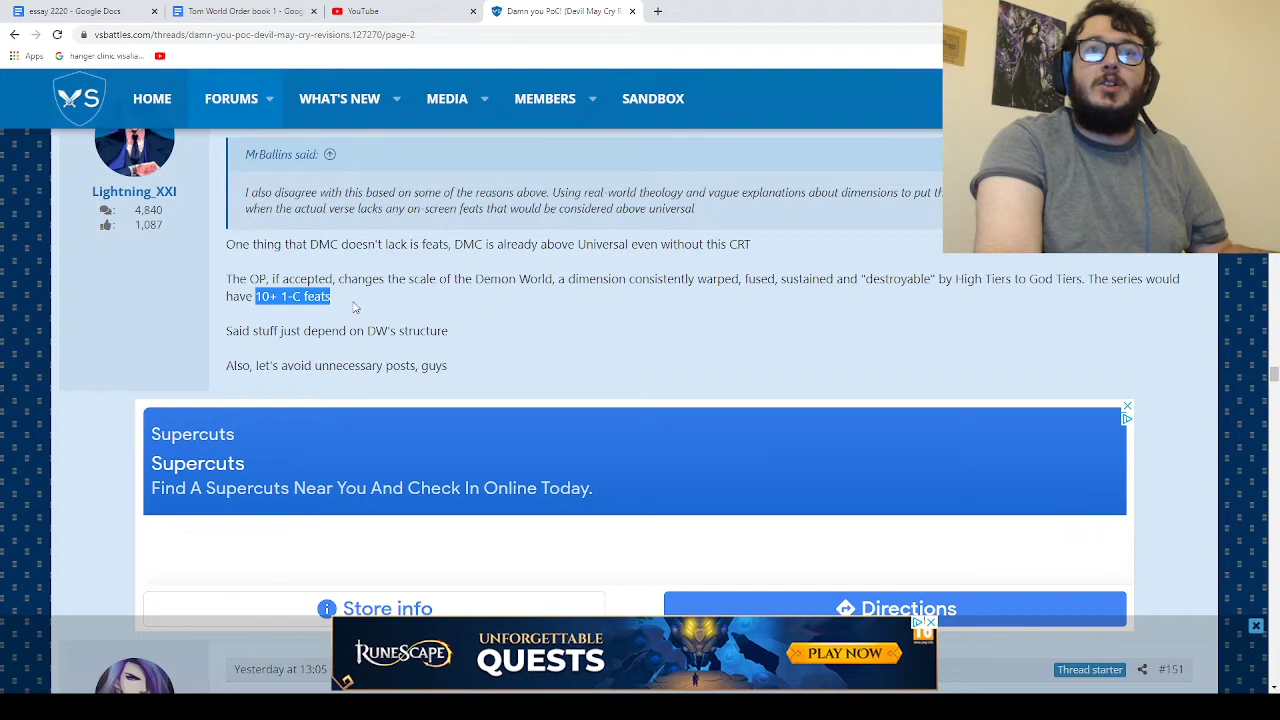 essay 2220 - Google Docs
Tom World Order book 1 - Goog
YouTube
Damn you PoC! (Devil May Cry R
vsbattles.com/threads/damn-you-poc-devil-may-cry-revisions.127270/page-2
Apps
hanger clinic visalia...
VS
HOME
FORUMS
WHAT'S NEW
MEDIA
MEMBERS
SANDBOX
Lightning_XXI
4,840
1,087
MrBallins said:
I also disagree with this based on some of the reasons above. Using real-world theology and vague explanations about dimensions to put th
when the actual verse lacks any on-screen feats that would be considered above universal
One thing that DMC doesn't lack is feats, DMC is already above Universal even without this CRT
The OP, if accepted, changes the scale of the Demon World, a dimension consistently warped, fused, sustained and "destroyable" by High Tiers to God Tiers. The series would
have 10+ 1-C feats
Said stuff just depend on DW's structure
Also, let's avoid unnecessary posts, guys
Supercuts
Supercuts
Find A Supercuts Near You And Check In Online Today.
Store info
Directions
RUNESCAPE
UNFORGETTABLE
QUESTS
PLAY NOW
Yesterday at 13:05
Thread starter
#151